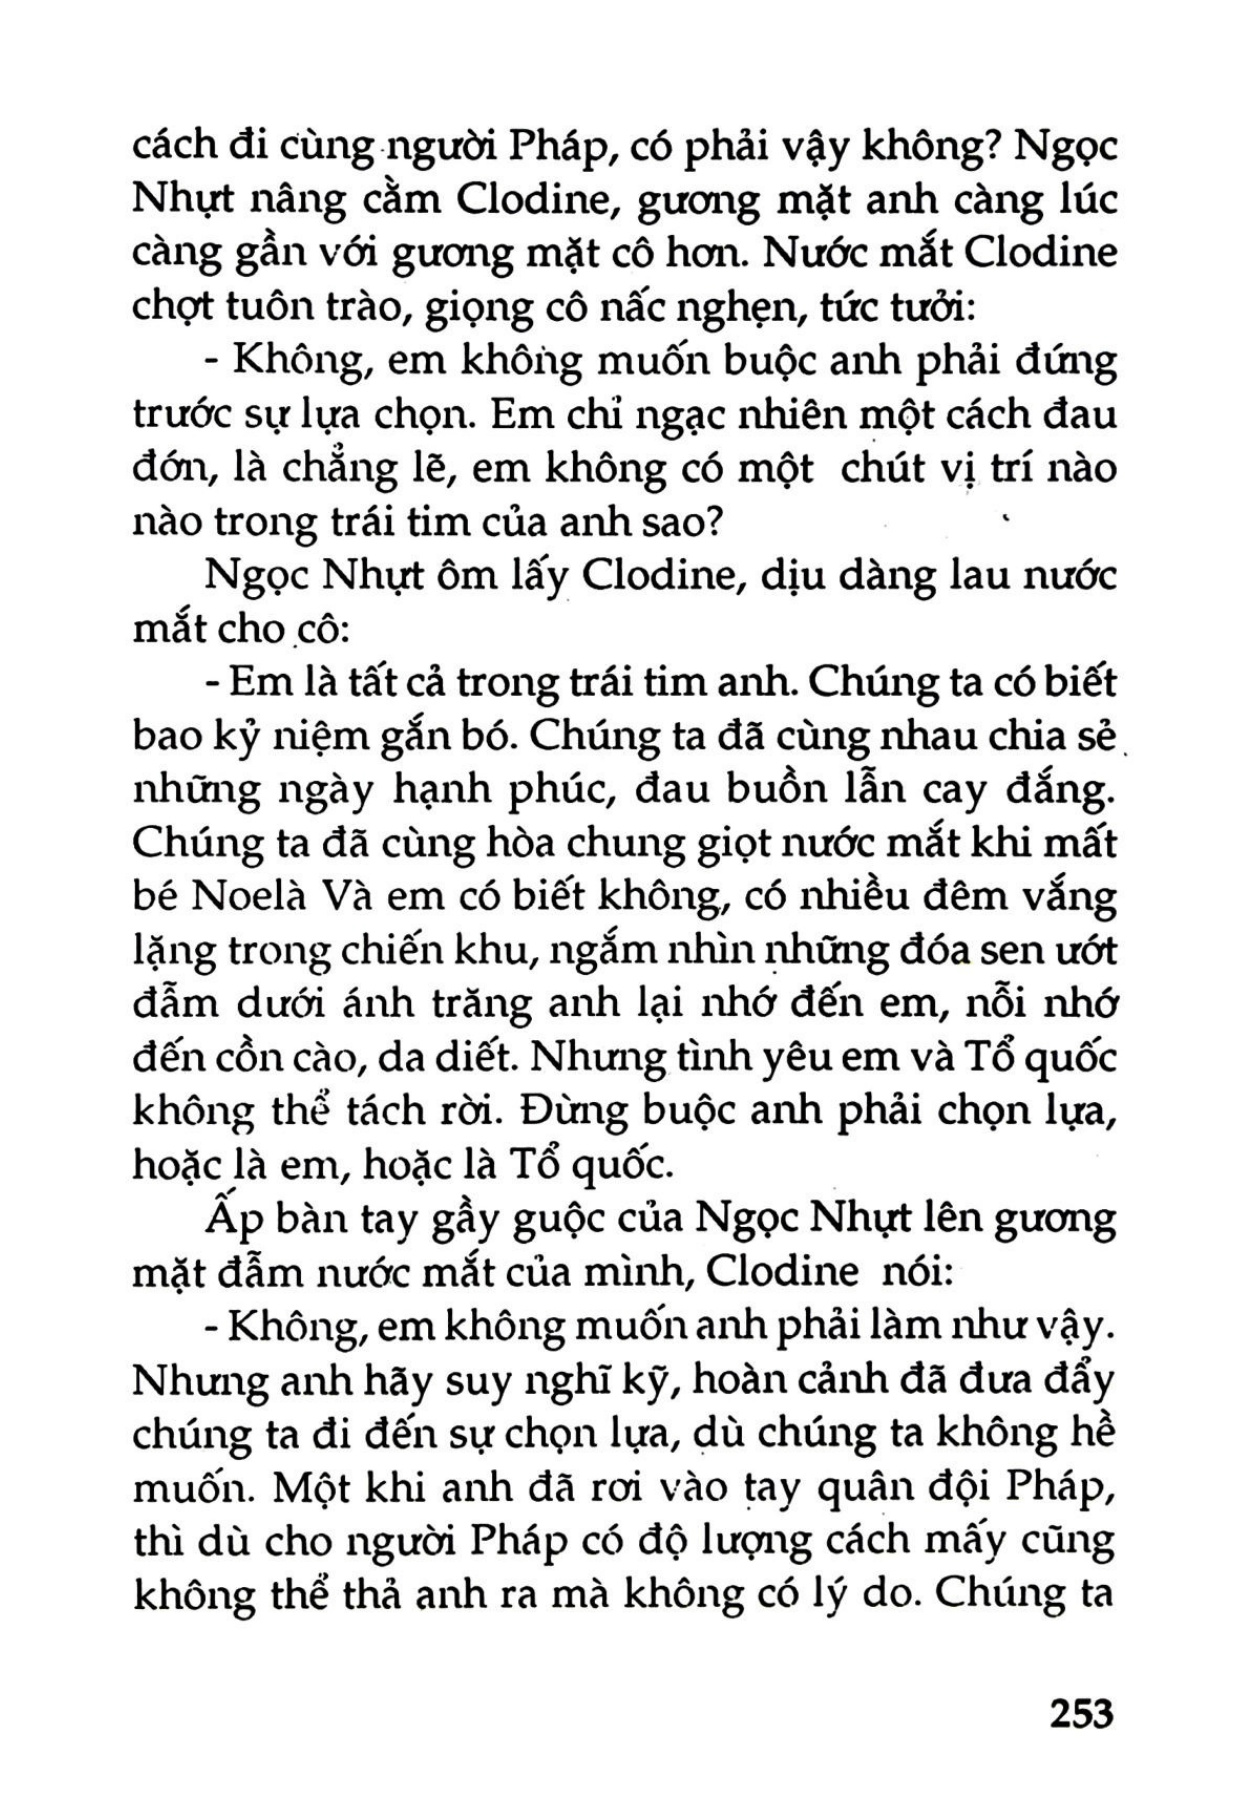 cách đi cùng người Pháp, có phải vậy không? Ngọc
Nhựt nâng cằm Clodine, gương mặt anh càng lúc
càng gần với gương mặt cô hơn. Nước mắt Clodine
chợt tuôn trào, giọng cô nấc nghẹn, tức tưởi:
- Không, em không muốn buộc anh phải đứng
trước sự lựa chọn. Em chỉ ngạc nhiên một cách đau
đớn, là chẳng lẽ, em không có một chút vị trí nào
nào trong trái tim của anh sao?
Ngọc Nhựt ôm lấy Clodine, dịu dàng lau nước
mắt cho cô:
- Em là tất cả trong trái tim anh. Chúng ta có biết
bao kỷ niệm gắn bó. Chúng ta đã cùng nhau chia sẻ
những ngày hạnh phúc, đau buồn lẫn cay đắng.
Chúng ta đã cùng hòa chung giọt nước mắt khi mất
bé Noelà Và em có biết không, có nhiều đêm vắng
lặng trong chiến khu, ngắm nhìn những đóa sen ướt
đẫm dưới ánh trăng anh lại nhớ đến em, nỗi nhớ
đến cồn cào, da diết. Nhưng tình yêu em và Tổ quốc
không thể tách rời. Đừng buộc anh phải chọn lựa,
hoặc là em, hoặc là Tổ quốc.
Ấp bàn tay gầy guộc của Ngọc Nhựt lên gương
mặt đẫm nước mắt của mình, Clodine nói:
- Không, em không muốn anh phải làm như vậy.
Nhưng anh hãy suy nghĩ kỹ, hoàn cảnh đã đưa đẩy
chúng ta đi đến sự chọn lựa, dù chúng ta không hề
muốn. Một khi anh đã rơi vào tay quân đội Pháp,
thì dù cho người Pháp có độ lượng cách mấy cũng
không thể thả anh ra mà không có lý do. Chúng ta
253